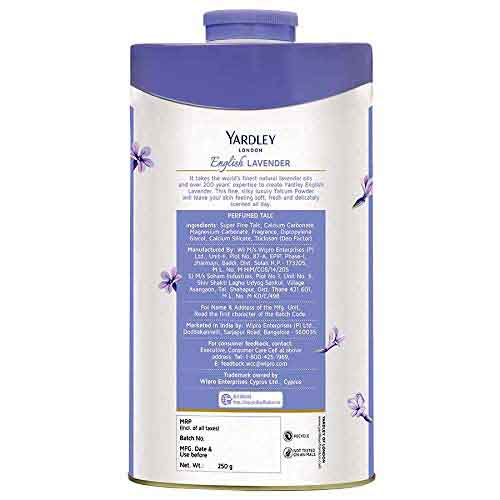 YARDLEY
LONDON
English LAVENDER
It takes the world's finest natural lavender oils
and over 200 years' expertise to create Yardley English
Lavender. This fine, silky luxury Talcum Powder
will leave your skin feeling soft, fresh and delicately
scented all day.
PERFUMED TALC
Ingredients: Super Fine Talc, Calcium Carbonate,
Magnesium Carbonate, Fragrance, Dipropylene
Glycol, Calcium Silicate, Triclosan (Deo Factor)
Manufactured By: W) M/s Wipro Enterprises (P)
Ltd., Unit-II, Plot No. 87-A, EPIP, Phase-I,
Jharmajri, Baddi, Dist. Solan H.P. - 173205,
M. L. No. M HIM/COS/14/205
S) M/s Soham Industries, Plot No 1, Unit No. 5,
Shiv Shakti Laghu Udyog Sankul, Village
Asangaon, Tal. Shahapur, Dist. Thane 421 601,
M L. No. M KD/E/498
For Name & Address of the Mfg. Unit,
Read the first character of the Batch Code.
Marketed in India by: Wipro Enterprises (P) Ltd.,
Doddakannelli, Sarjapur Road, Bangalore - 560035
For consumer feedback, contact:
Executive, Consumer Care Cell at above
address. Tel: 1-800-425-1969,
E: feedback wcc@wipro.com
Trademark owned by
Wipro Enterprises Cyprus Ltd., Cyprus
MRP
(Incl. of all taxes)
Batch No.
MFG. Date &
Use before
Net. Wt. 250 g
RECYCLE
NOT TESTED
ON ANIMALS
YARDLEY OF LONDON